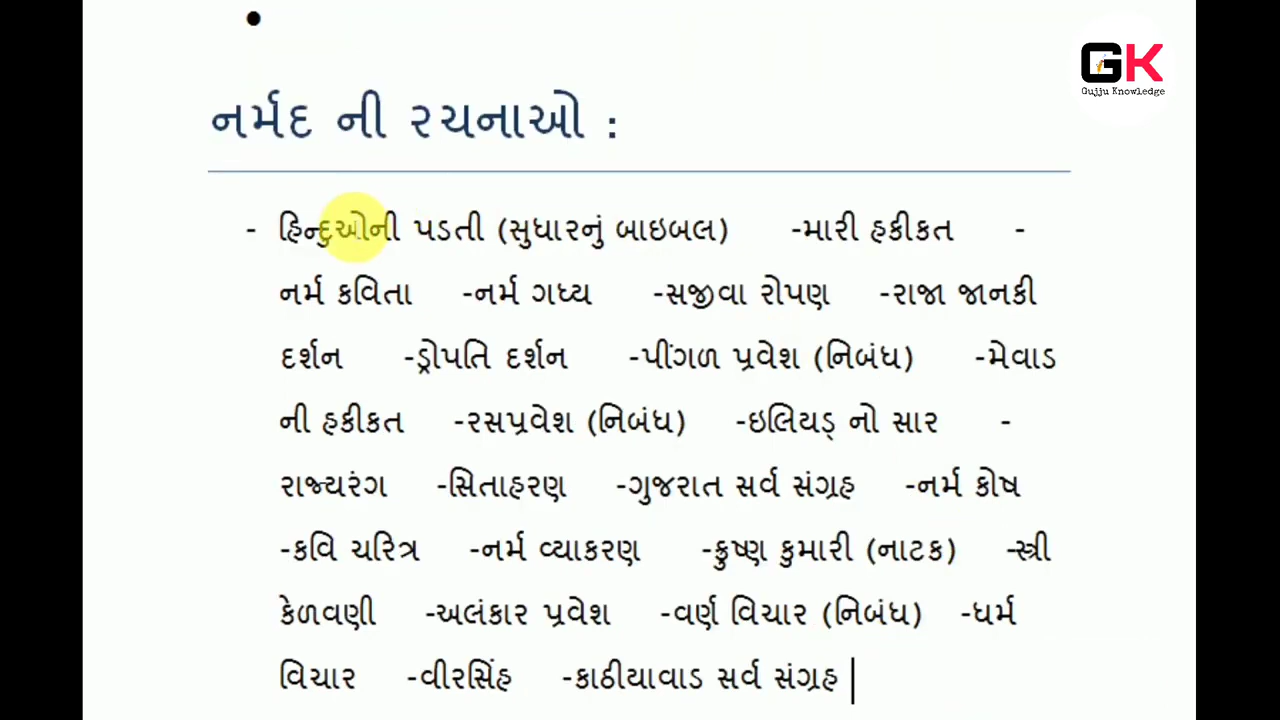 GK
Gujju Knowledge
નર્મદ ની રચનાઓ :
- હિન્દુઓની પડતી (સુધારનું બાઇબલ) -મારી હકીકત -
નર્મ કવિતા -નર્મ ગધ્ય -સજીવા રોપણ -રાજા જાનકી
દર્શન -ડ્રોપતિ દર્શન -પીંગળ પ્રવેશ (નિબંધ) -મેવાડ
ની હકીકત -રસપ્રવેશ (નિબંધ) -ઇલિયડ્ નો સાર -
રાજ્યરંગ -સિતાહરણ -ગુજરાત સર્વ સંગ્રહ -નર્મ કોષ
-કવિ ચરિત્ર -નર્મ વ્યાકરણ -ક્રુષ્ણ કુમારી (નાટક) -સ્ત્રી
કેળવણી -અલંકાર પ્રવેશ -વર્ણ વિચાર (નિબંધ) -ધર્મ
વિચાર -વીરસિંહ -કાઠીયાવાડ સર્વ સંગ્રહ